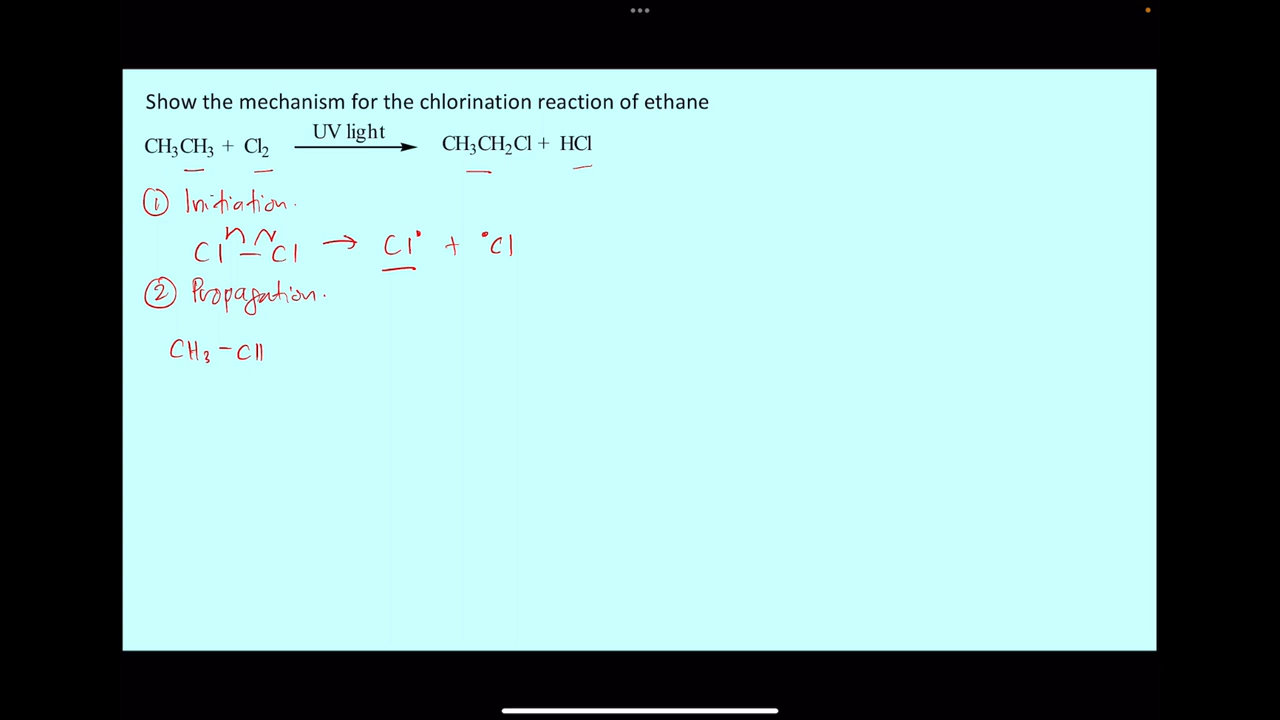 Show the mechanism for the chlorination reaction of ethane
UV light
CH₃CH₃ + Cl₂ ⟶ CH₃CH₂Cl + HCl
① Initiation.
Cl – Cl → Cl• + •Cl
② Propagation.
CH₃ – CH